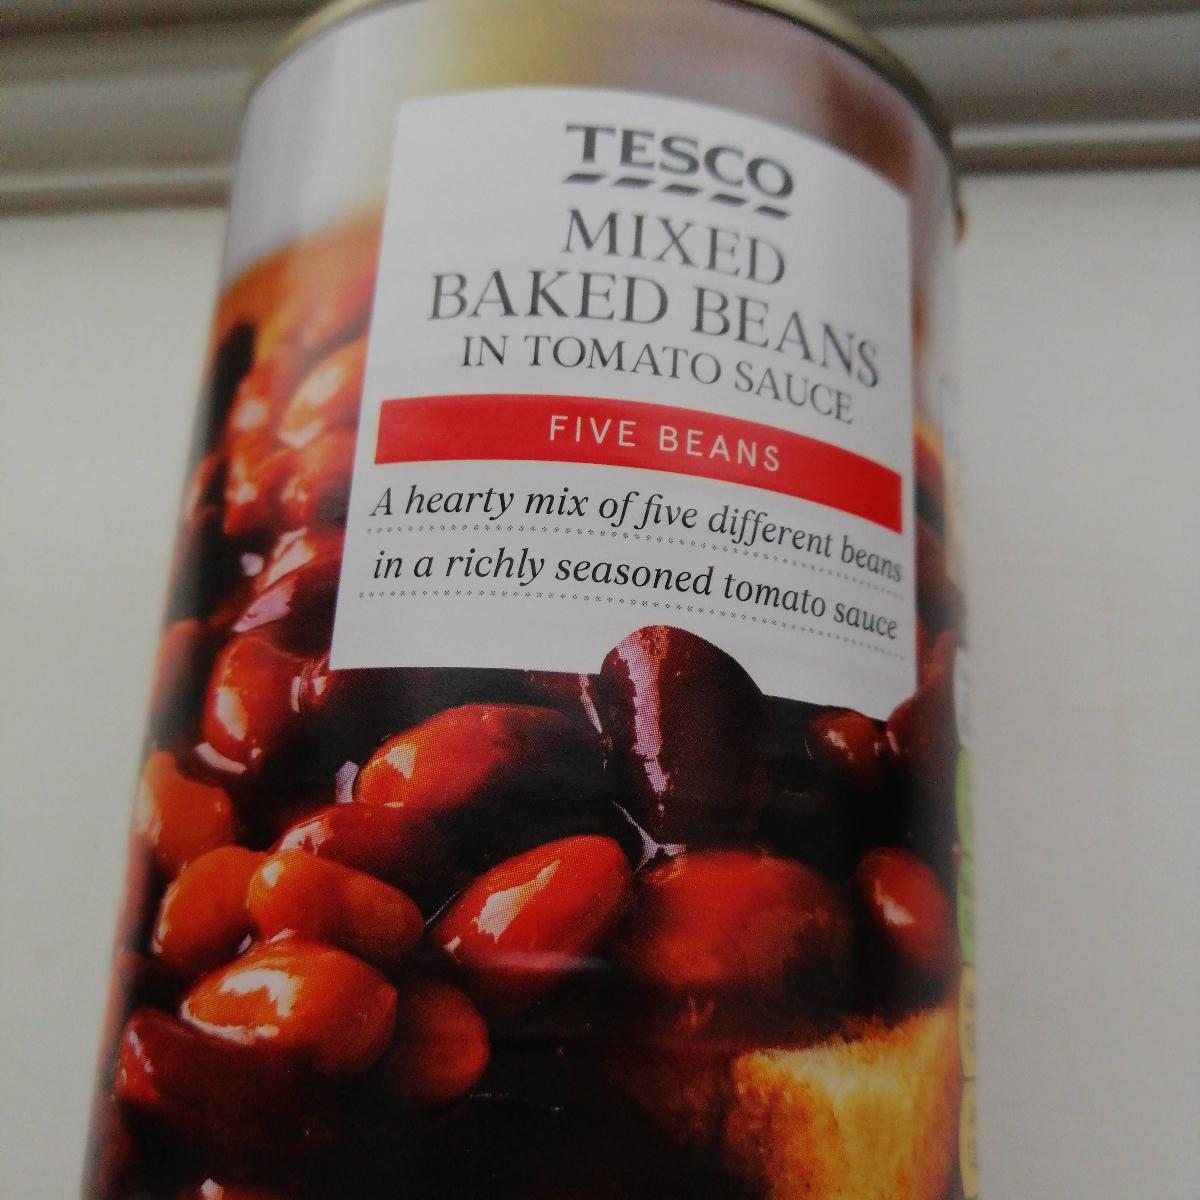 TESCO
MIXED
BAKED BEANS
IN TOMATO SAUCE
FIVE BEANS
A hearty mix of five different beans
in a richly seasoned tomato sauce